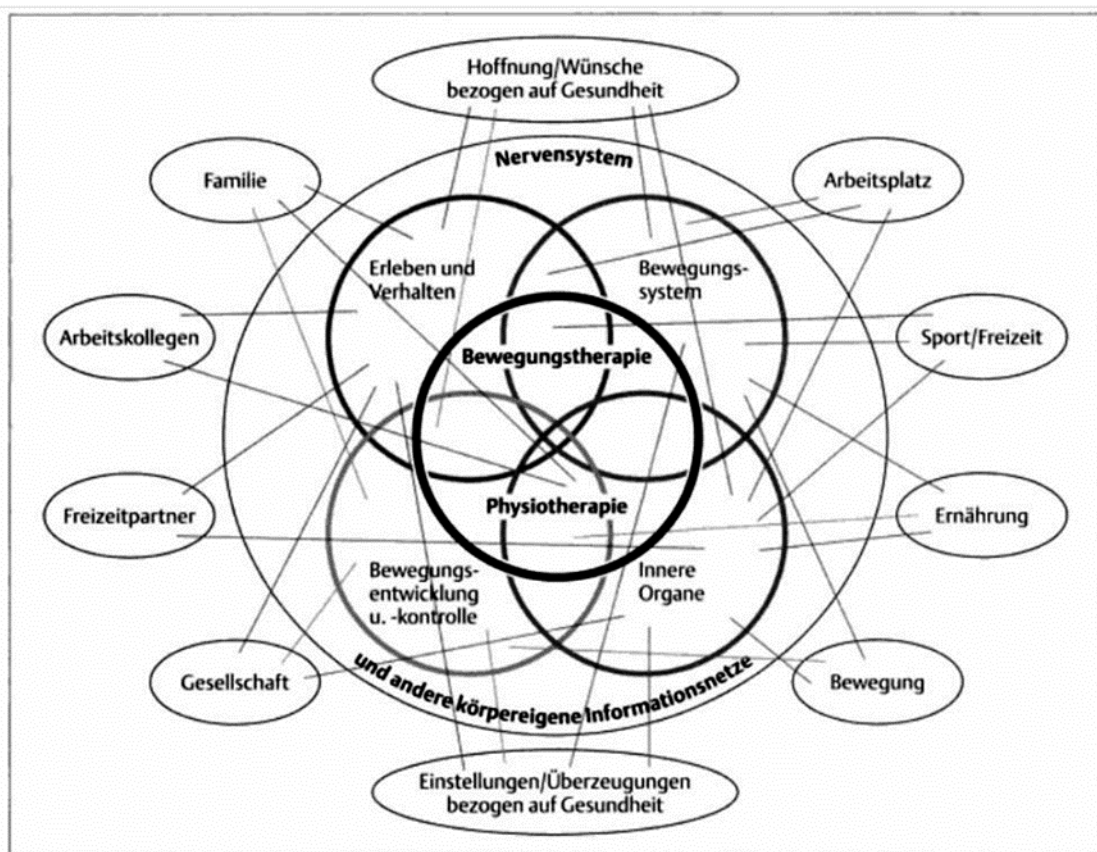 Hoffnung/Wünsche
bezogen auf Gesundheit
Nervensystem
Familie
Arbeitsplatz
Erleben und
Verhalten
Bewegungs-
system
Arbeitskollegen
Sport/Freizeit
Bewegungstherapie
Freizeitpartner
Physiotherapie
Ernährung
Bewegungs-
entwicklung
u. -kontrolle
Innere
Organe
Gesellschaft
und andere körpereigene Informationsnetze
Bewegung
Einstellungen/Überzeugungen
bezogen auf Gesundheit